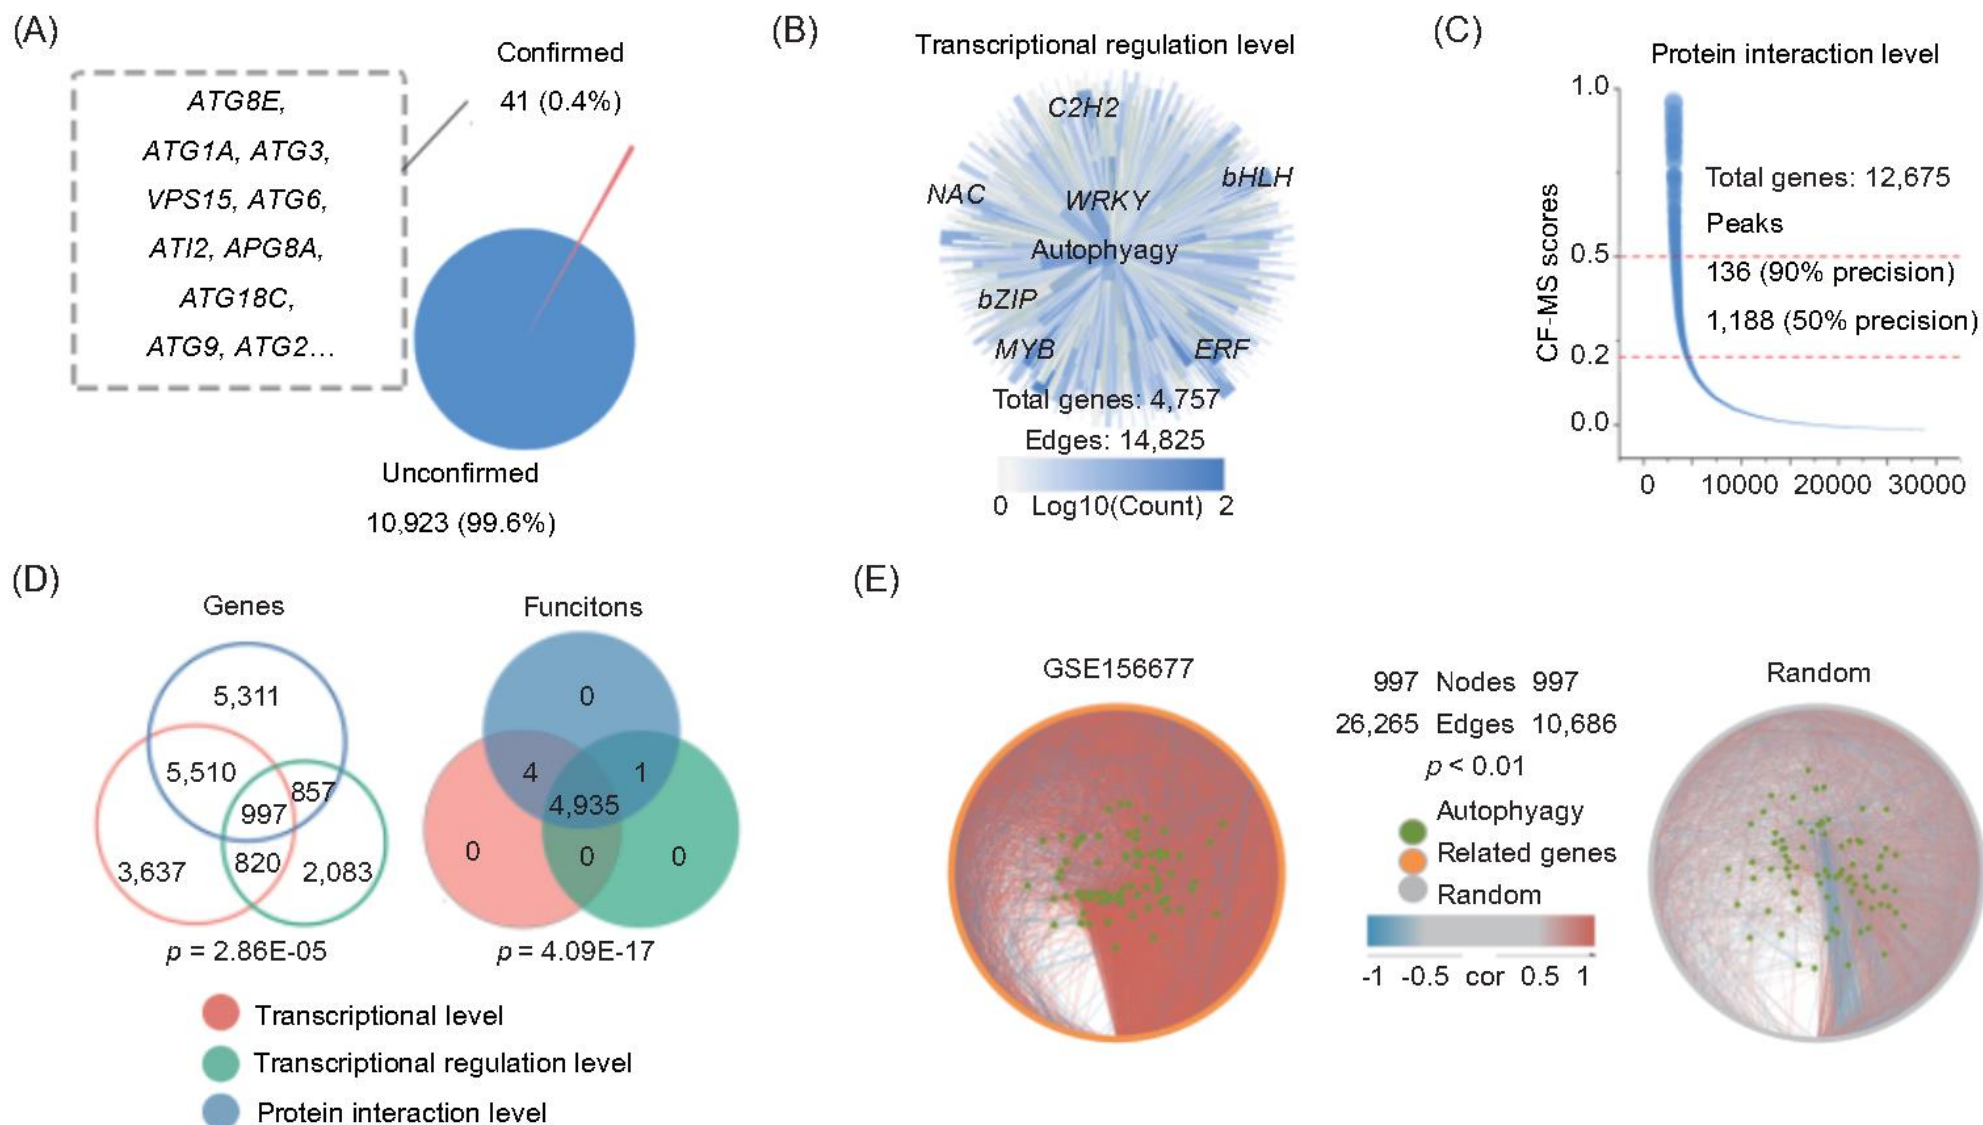 (A)
Confirmed
41 (0.4%)
ATG8E,
ATG1A, ATG3,
VPS15, ATG6,
ATI2, APG8A,
ATG18C,
ATG9, ATG2...
Unconfirmed
10,923 (99.6%)
(B)
Transcriptional regulation level
C2H2
bHLH
NAC
WRKY
Autophyagy
bZIP
MYB
ERF
Total genes: 4,757
Edges: 14,825
0 Log10(Count) 2
(C)
Protein interaction level
CF-MS scores
1.0
0.5
0.2
0.0
Total genes: 12,675
Peaks
136 (90% precision)
1,188 (50% precision)
0 10000 20000 30000
(D)
Genes
5,311
5,510
857
997
820
3,637
2,083
p = 2.86E-05
Funcitons
0
4
1
4,935
0
0
0
p = 4.09E-17
Transcriptional level
Transcriptional regulation level
Protein interaction level
(E)
GSE156677
997 Nodes 997
26,265 Edges 10,686
p < 0.01
Autophyagy
Related genes
Random
-1 -0.5 cor 0.5 1
Random